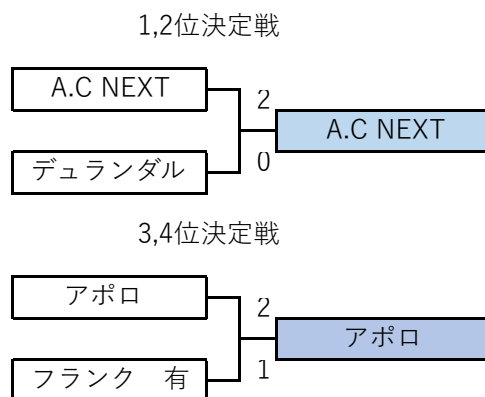 1,2位決定戦
A.C NEXT
2
A.C NEXT
デュランダル
0
3,4位決定戦
アポロ
2
アポロ
フランク　有
1